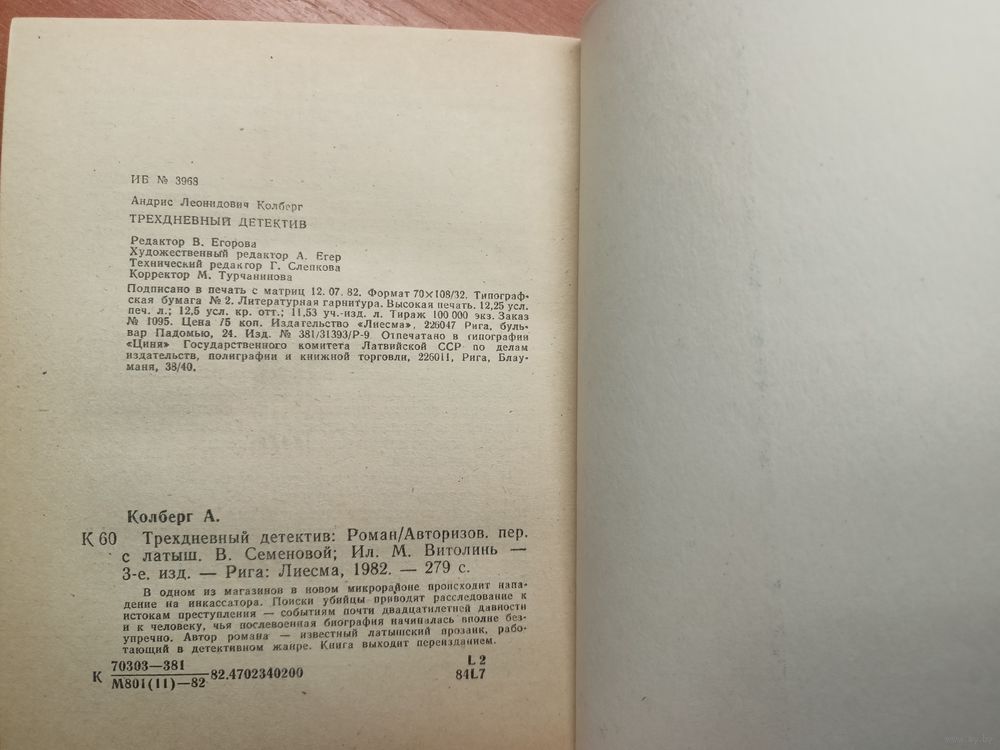 ИБ № 3968
Андрис Леонидович Колберг
ТРЕХДНЕВНЫЙ ДЕТЕКТИВ
Редактор В. Егорова
Художественный редактор А. Егер
Технический редактор Г. Слепкова
Корректор М. Турчанинова
Подписано в печать с матриц 12. 07. 82. Формат 70×108/32. Типограф-
ская бумага № 2. Литературная гарнитура. Высокая печать. 12,25 усл.
печ. л.; 12,6 усл. кр. отт.; 11,53 уч.-изд. л. Тираж 100 000 экз. Заказ
№ 1095. Цена 75 коп. Издательство «Лиесма», 226047 Рига, буль-
вар Падомью, 24. Изд. № 381/31393/Р-9 Отпечатано в типографии
«Циня» Государственного комитета Латвийской ССР по делам
издательств, полиграфии и книжной торговли, 226011, Рига, Блау-
маня, 38/40.
Колберг А.
К 60 Трехдневный детектив: Роман/Авторизов. пер.
с латыш. В. Семеновой; Ил. М. Витолинь —
3-е. изд. — Рига: Лиесма, 1982. — 279 с.
В одном из магазинов в новом микрорайоне происходит напа-
дение на инкассатора. Поиски убийцы приводят расследование к
истокам преступления — событиям почти двадцатилетней давности
и к человеку, чья послевоенная биография начиналась вполне без-
упречно. Автор романа — известный латышский прозаик, рабо-
тающий в детективном жанре. Книга выходит переизданием.
К 70303—381
М801(11)—82 -82.4702340200
L 2
84L7
www.ay.by